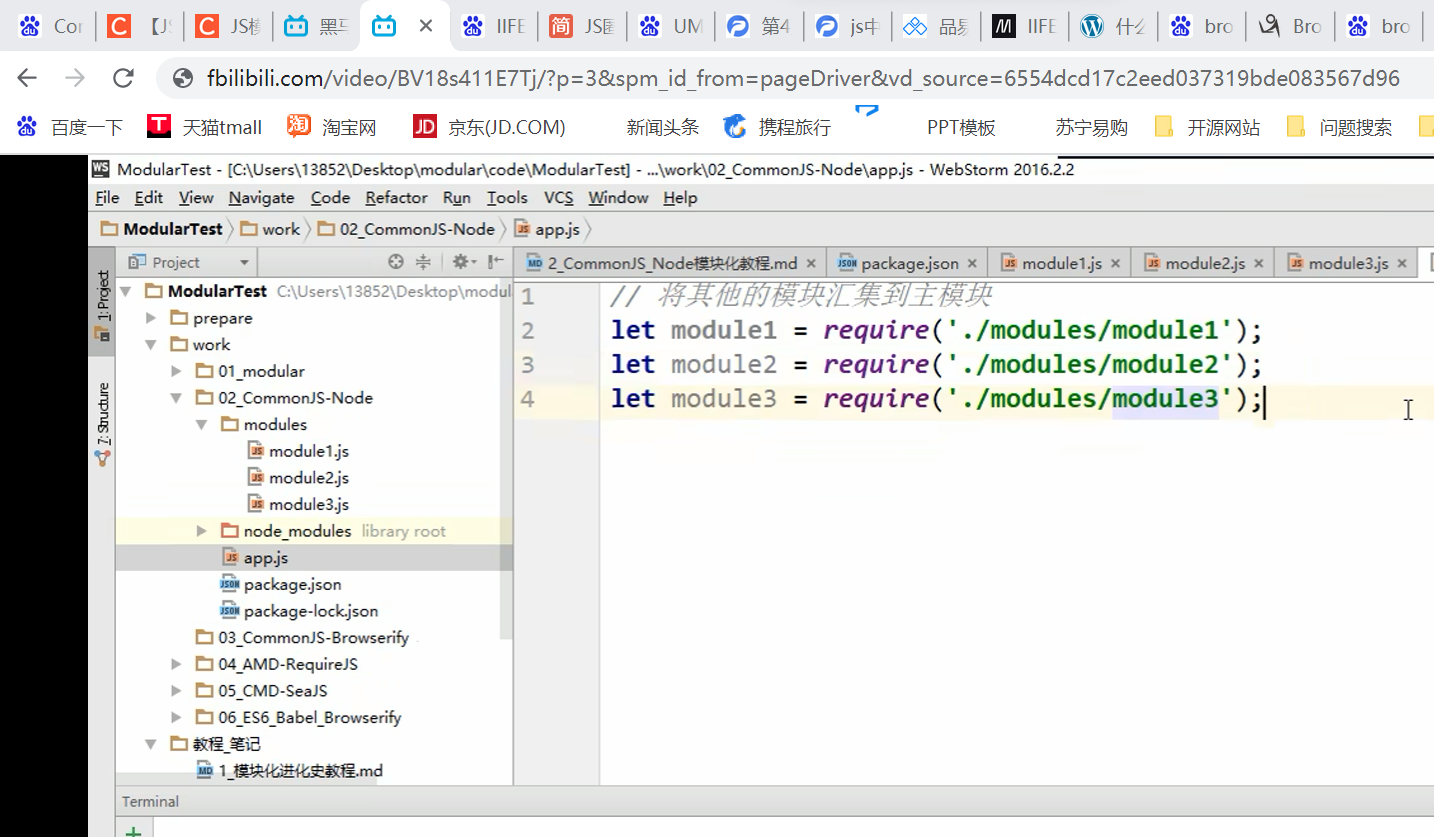 Cor 【JS JS模 黑马 IIFE JS匿 UM 第4 js中 品易 IIFE 什么 bro Bro bro
fbilibili.com/video/BV18s411E7Tj/?p=3&spm_id_from=pageDriver&vd_source=6554dcd17c2eed037319bde083567d96
百度一下 天猫tmall 淘宝网 京东(JD.COM) 新闻头条 携程旅行 PPT模板 苏宁易购 开源网站 问题搜索
ModularTest - [C:\Users\13852\Desktop\modular\code\ModularTest] - ...\work\02_CommonJS-Node\app.js - WebStorm 2016.2.2
File Edit View Navigate Code Refactor Run Tools VCS Window Help
ModularTest work 02_CommonJS-Node app.js
Project 2_CommonJS_Node模块化教程.md package.json module1.js module2.js module3.js
1: Project
7: Structure
ModularTest C:\Users\13852\Desktop\modul
prepare
work
01_modular
02_CommonJS-Node
modules
module1.js
module2.js
module3.js
node_modules library root
app.js
package.json
package-lock.json
03_CommonJS-Browserify
04_AMD-RequireJS
05_CMD-SeaJS
06_ES6_Babel_Browserify
教程_笔记
1_模块化进化史教程.md
1 // 将其他的模块汇集到主模块
2 let module1 = require('./modules/module1');
3 let module2 = require('./modules/module2');
4 let module3 = require('./modules/module3');
Terminal